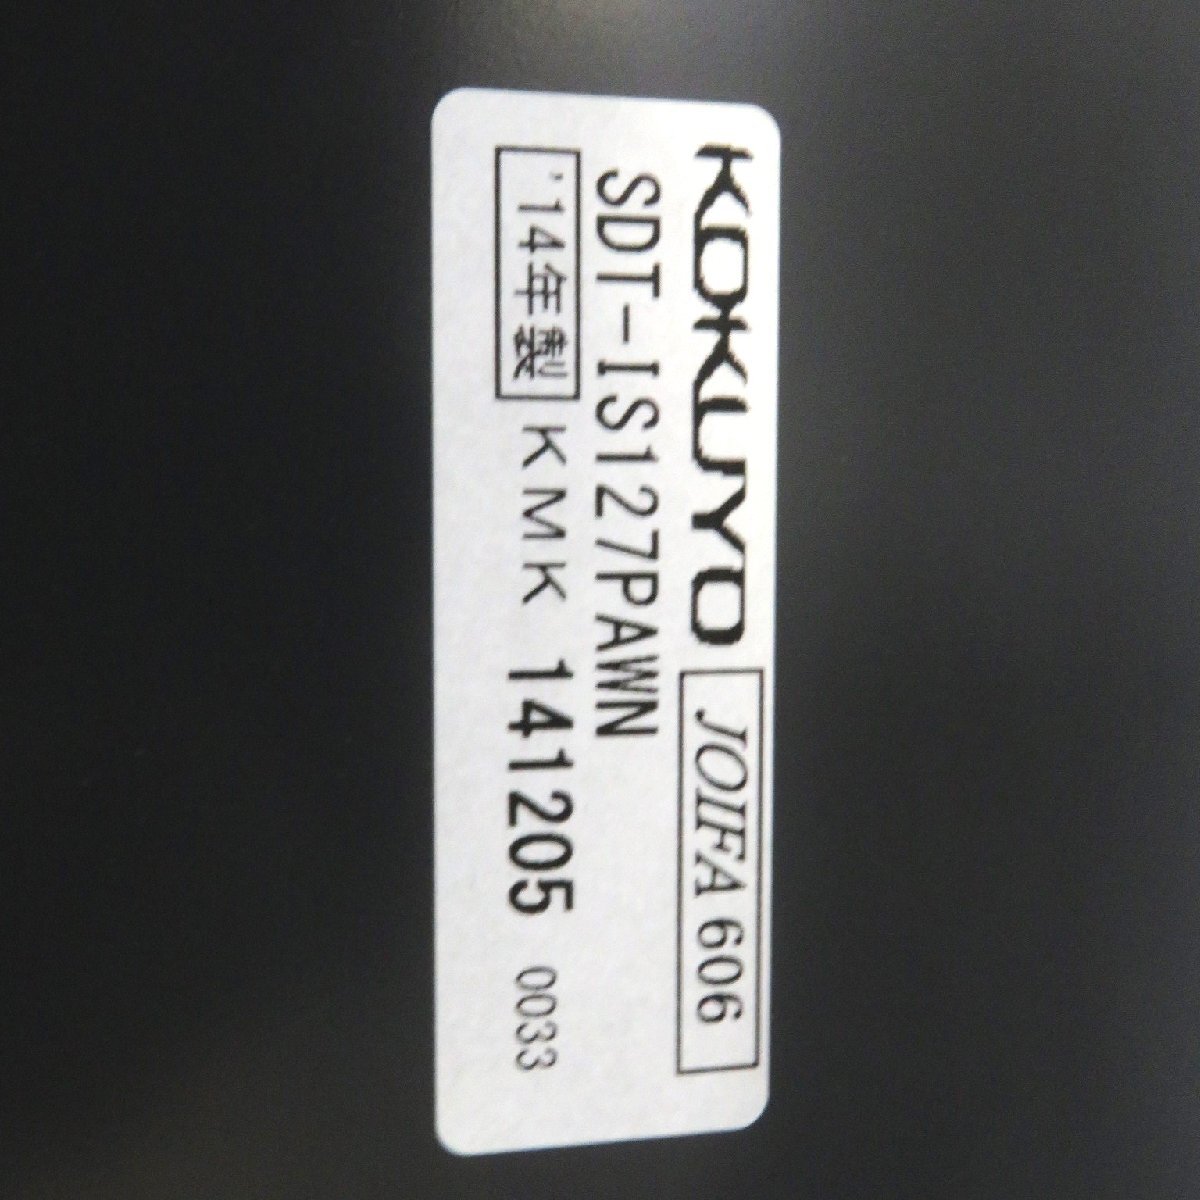 KOKUYO JOIFA 606
SDT-IS127PAWN
'14年製 KMK 141205 0033